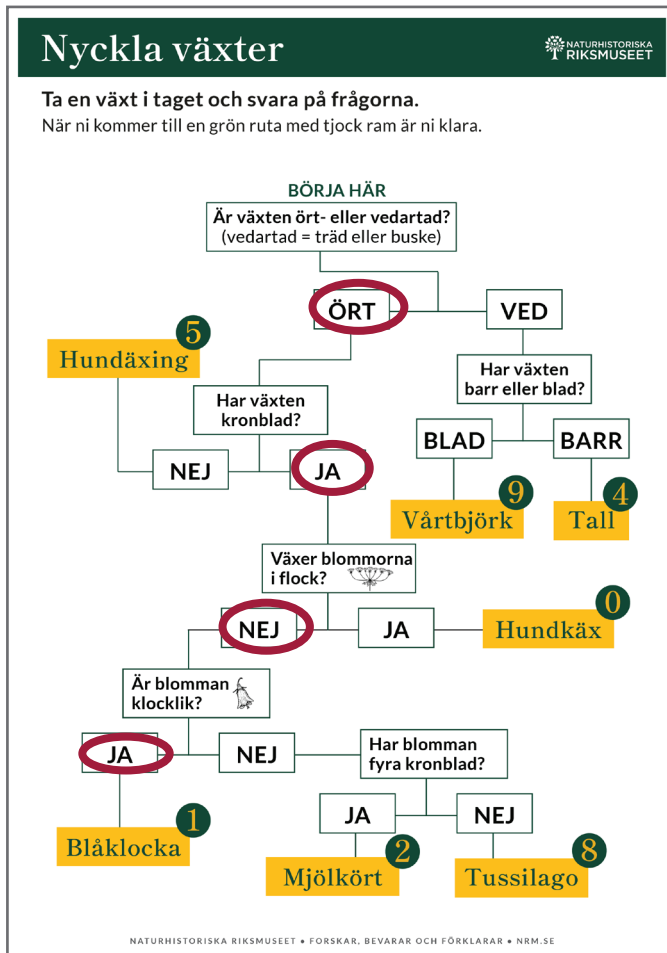 Nyckla växter
NATURHISTORISKA
RIKSMUSEET
Ta en växt i taget och svara på frågorna.
När ni kommer till en grön ruta med tjock ram är ni klara.
BÖRJA HÄR
Är växten ört- eller vedartad?
(vedartad = träd eller buske)
ÖRT
VED
5
Hundäxing
Har växten
kronblad?
Har växten
barr eller blad?
NEJ
JA
BLAD
BARR
9
Vårtbjörk
4
Tall
Växer blommorna
i flock?
NEJ
JA
0
Hundkäx
Är blomman
klocklik?
JA
NEJ
Har blomman
fyra kronblad?
1
Blåklocka
JA
NEJ
2
Mjölkört
8
Tussilago
NATURHISTORISKA RIKSMUSEET • FORSKAR, BEVARAR OCH FÖRKLARAR • NRM.SE